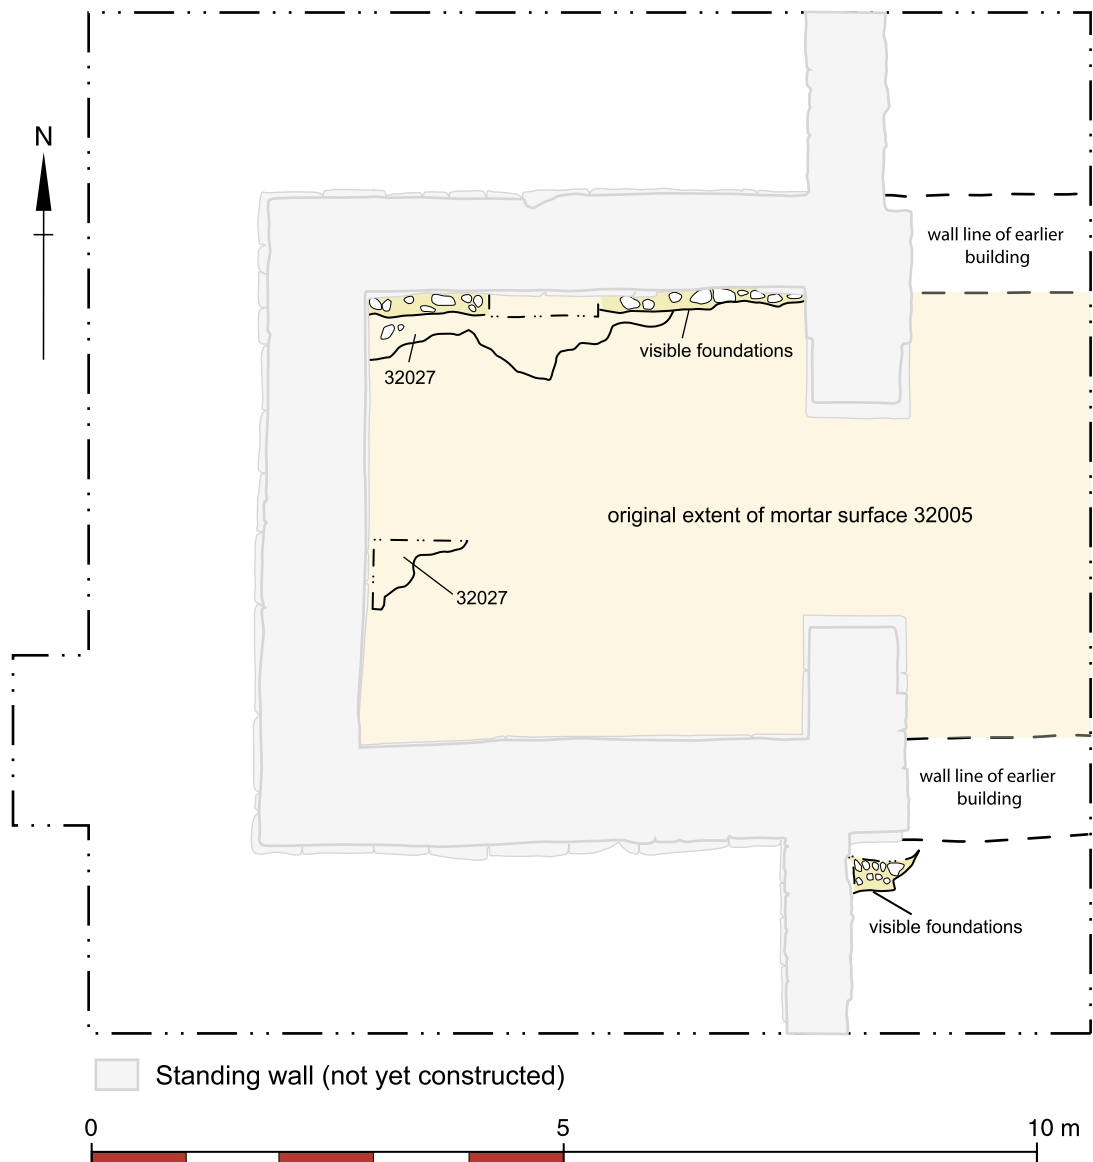 N
wall line of earlier
building
visible foundations
32027
original extent of mortar surface 32005
32027
wall line of earlier
building
visible foundations
Standing wall (not yet constructed)
0 5 10 m